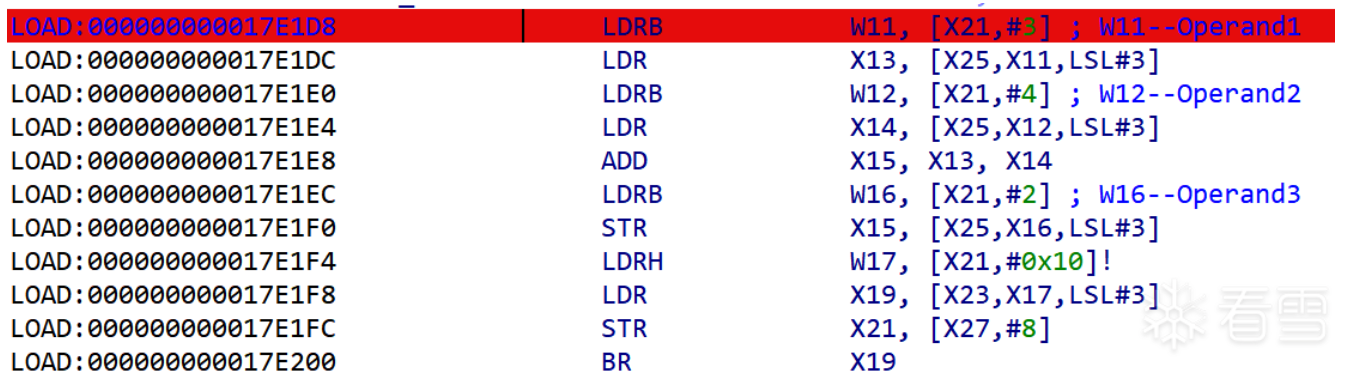 LOAD:000000000017E1D8 LDRB W11, [X21,#3] ; W11--Operand1
LOAD:000000000017E1DC LDR X13, [X25,X11,LSL#3]
LOAD:000000000017E1E0 LDRB W12, [X21,#4] ; W12--Operand2
LOAD:000000000017E1E4 LDR X14, [X25,X12,LSL#3]
LOAD:000000000017E1E8 ADD X15, X13, X14
LOAD:000000000017E1EC LDRB W16, [X21,#2] ; W16--Operand3
LOAD:000000000017E1F0 STR X15, [X25,X16,LSL#3]
LOAD:000000000017E1F4 LDRH W17, [X21,#0x10]!
LOAD:000000000017E1F8 LDR X19, [X23,X17,LSL#3]
LOAD:000000000017E1FC STR X21, [X27,#8]
LOAD:000000000017E200 BR X19
看雪